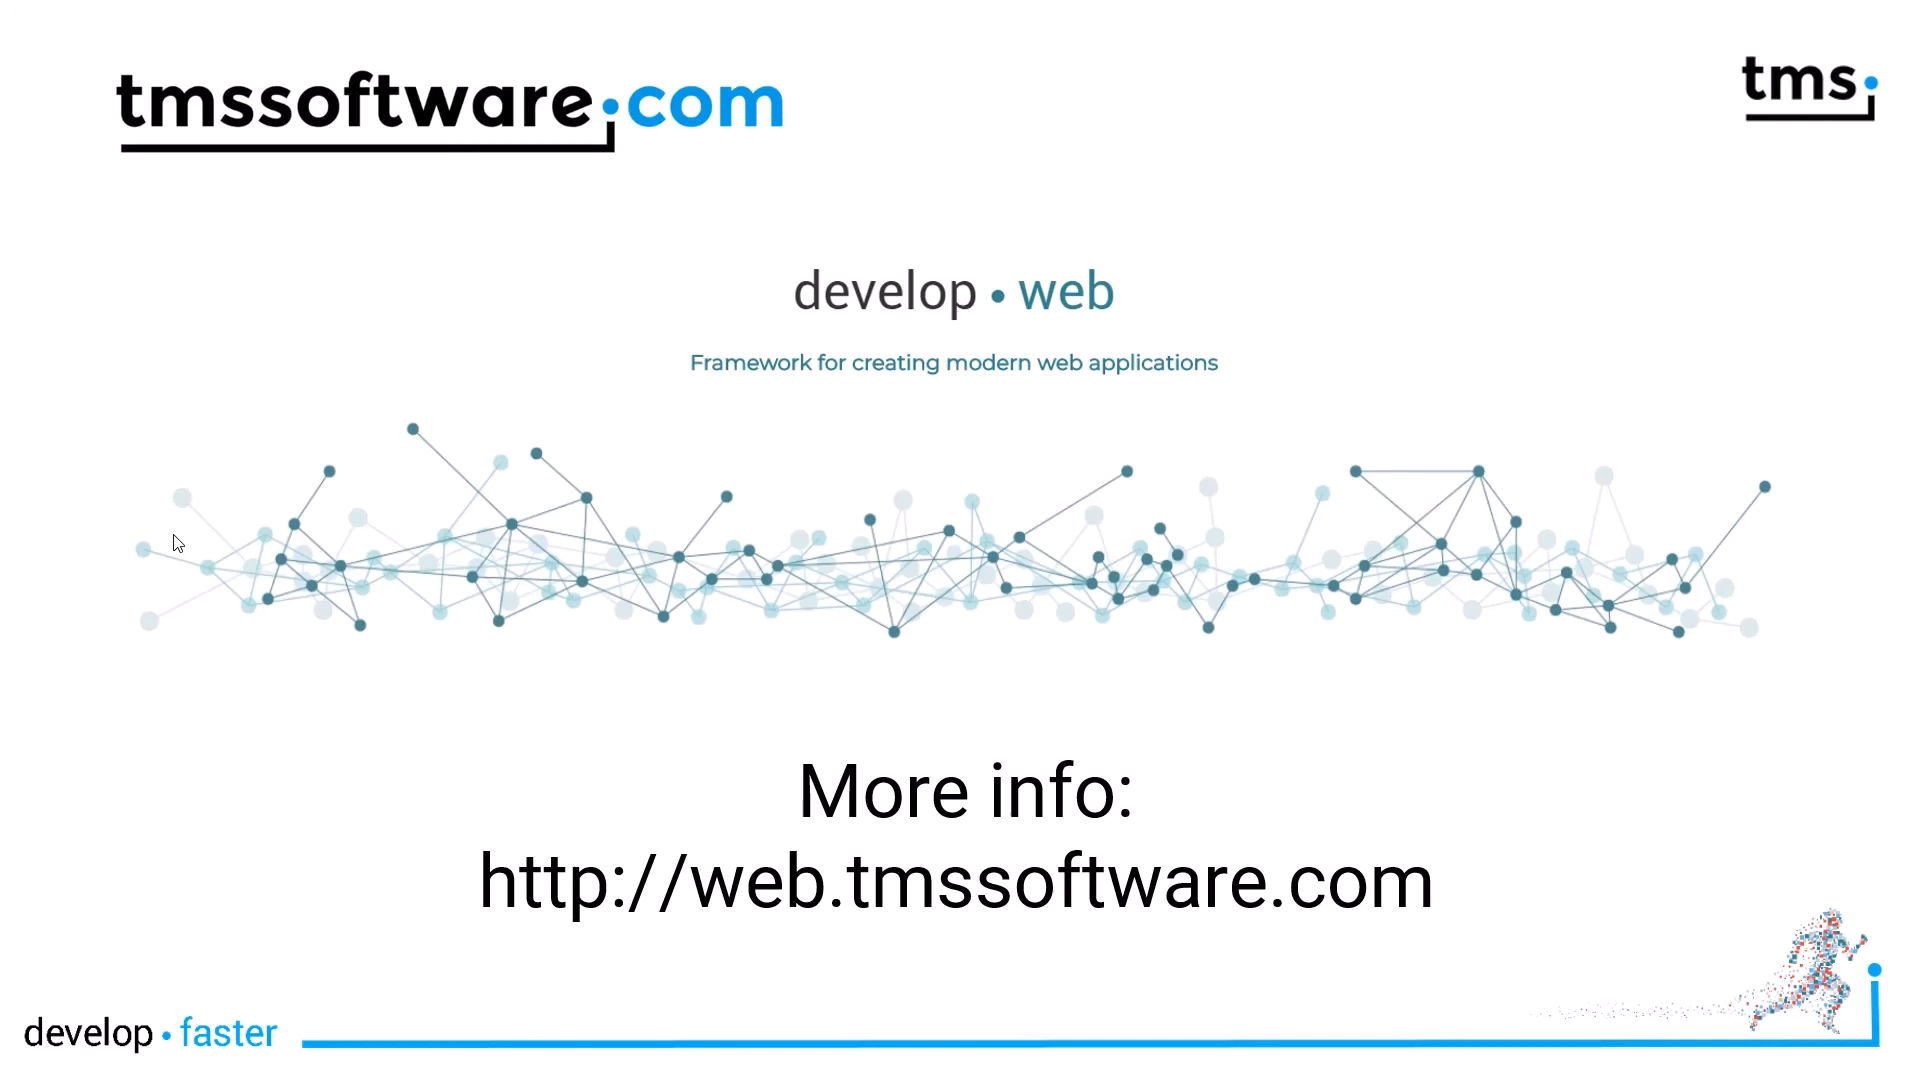 tmssoftware.com
tms
develop • web
Framework for creating modern web applications
More info:
http://web.tmssoftware.com
develop • faster